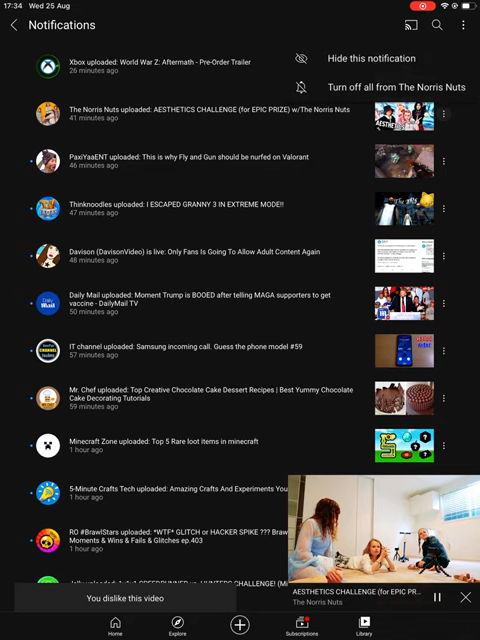 17:34 Wed 25 Aug
Notifications
Xbox uploaded: World War Z: Aftermath - Pre-Order Trailer
26 minutes ago
Hide this notification
Turn off all from The Norris Nuts
The Norris Nuts uploaded: AESTHETICS CHALLENGE (for EPIC PRIZE) w/The Norris Nuts
41 minutes ago
AESTHETICS
PaxiYaaENT uploaded: This is why Fly and Gun should be nurfed on Valorant
46 minutes ago
Thinknoodles uploaded: I ESCAPED GRANNY 3 IN EXTREME MODE!!
47 minutes ago
Davison (DavisonVideo) is live: Only Fans Is Going To Allow Adult Content Again
48 minutes ago
Daily Mail
Daily Mail uploaded: Moment Trump is BOOED after telling MAGA supporters to get
vaccine - DailyMail TV
50 minutes ago
CHANNEL
IT channel uploaded: Samsung incoming call. Guess the phone model #59
57 minutes ago
Mr. Chef uploaded: Top Creative Chocolate Cake Dessert Recipes | Best Yummy Chocolate
Cake Decorating Tutorials
59 minutes ago
Minecraft Zone uploaded: Top 5 Rare loot items in minecraft
1 hour ago
5-Minute Crafts Tech uploaded: Amazing Crafts And Experiments You
1 hour ago
RO #BrawlStars uploaded: *WTF* GLITCH or HACKER SPIKE ??? Braw
Moments & Wins & Fails & Glitches ep.403
1 hour ago
You dislike this video
AESTHETICS CHALLENGE (for EPIC PR...
The Norris Nuts
Home
Explore
Subscriptions
Library